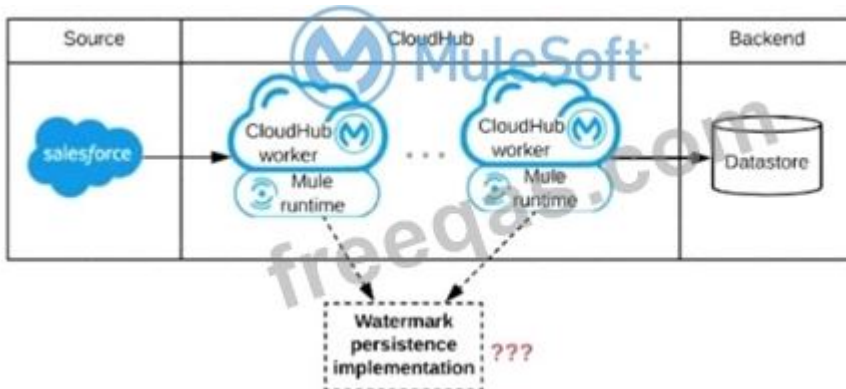 Source
CloudHub
Backend
MuleSoft
salesforce
CloudHub
worker
Mule
runtime
...
CloudHub
worker
Mule
runtime
Datastore
freeqas.com
Watermark
persistence
implementation
???